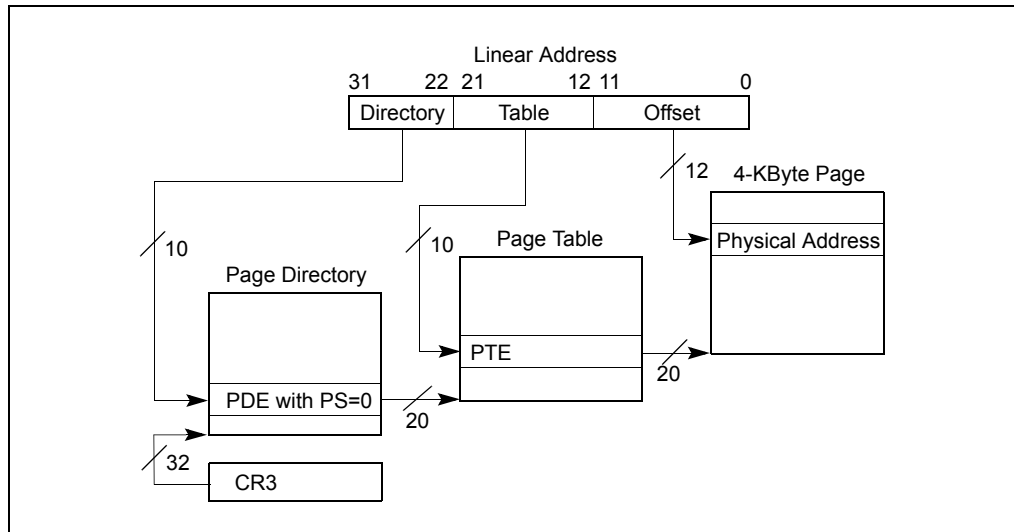 Linear Address
31 22 21 12 11 0
Directory Table Offset
12
4-KByte Page
Physical Address
10
10
Page Table
Page Directory
PTE
20
PDE with PS=0
20
32
CR3